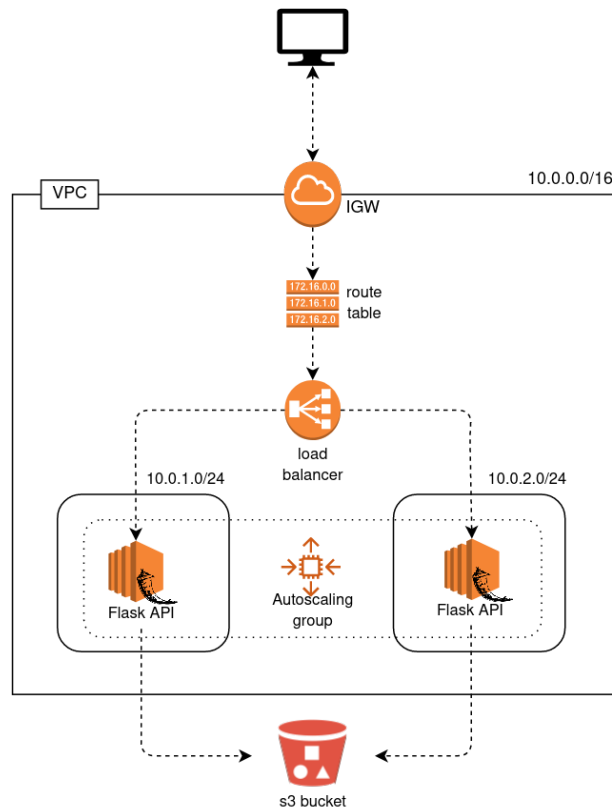 VPC
10.0.0.0/16
IGW
172.16.0.0
172.16.1.0
172.16.2.0
route
table
load
balancer
10.0.1.0/24
10.0.2.0/24
Flask API
Autoscaling
group
Flask API
s3 bucket